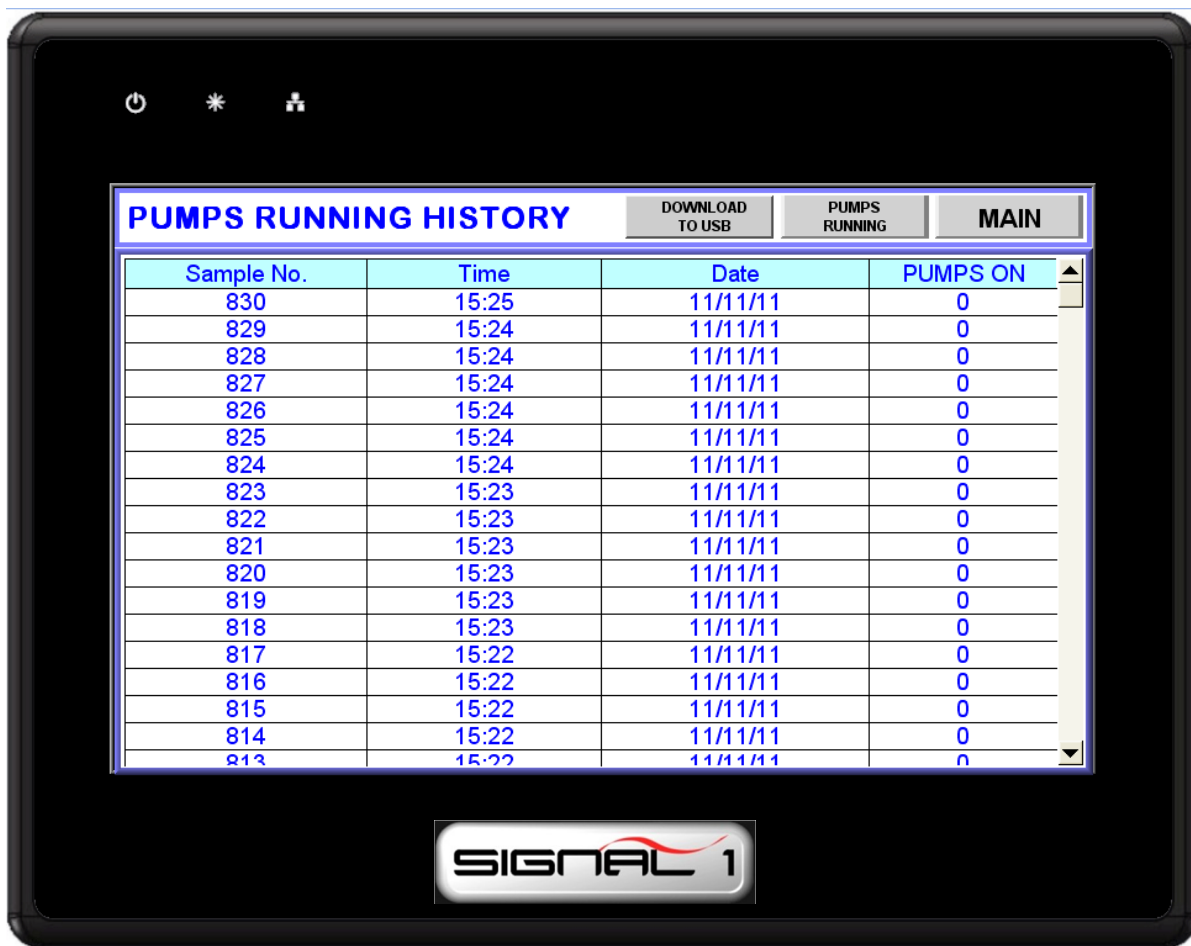 PUMPS RUNNING HISTORY
DOWNLOAD
TO USB
PUMPS
RUNNING
MAIN
Sample No. Time Date PUMPS ON
830 15:25 11/11/11 0
829 15:24 11/11/11 0
828 15:24 11/11/11 0
827 15:24 11/11/11 0
826 15:24 11/11/11 0
825 15:24 11/11/11 0
824 15:24 11/11/11 0
823 15:23 11/11/11 0
822 15:23 11/11/11 0
821 15:23 11/11/11 0
820 15:23 11/11/11 0
819 15:23 11/11/11 0
818 15:23 11/11/11 0
817 15:22 11/11/11 0
816 15:22 11/11/11 0
815 15:22 11/11/11 0
814 15:22 11/11/11 0
813 15:22 11/11/11 0
SIGNAL 1